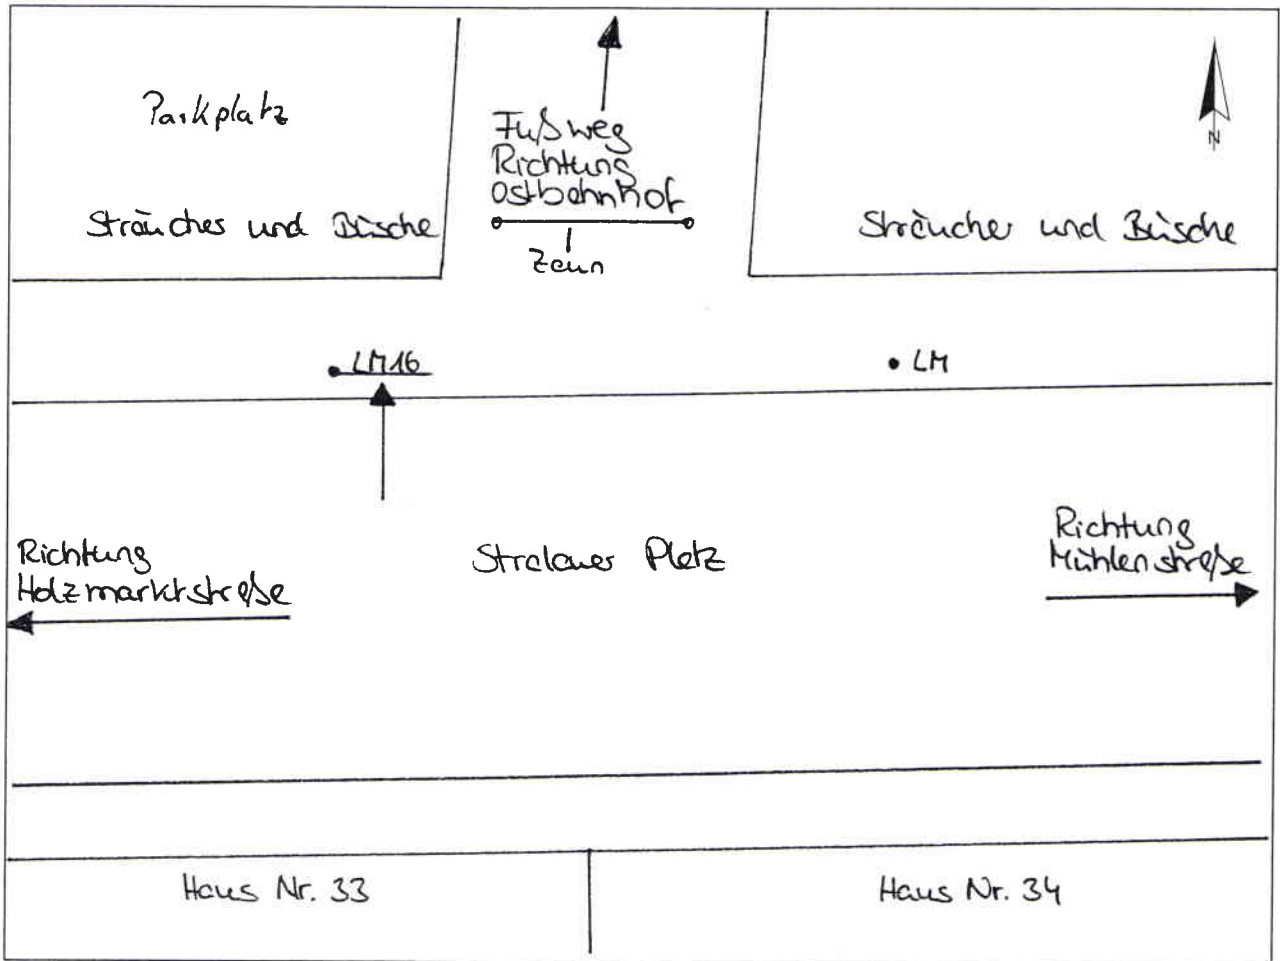 Parkplatz
Fußweg
Richtung
Ostbahnhof
N
Sträucher und Büsche
Zaun
Sträucher und Büsche
LM16
LM
Richtung
Holzmarktstraße
Stralauer Platz
Richtung
Mühlenstraße
Haus Nr. 33
Haus Nr. 34